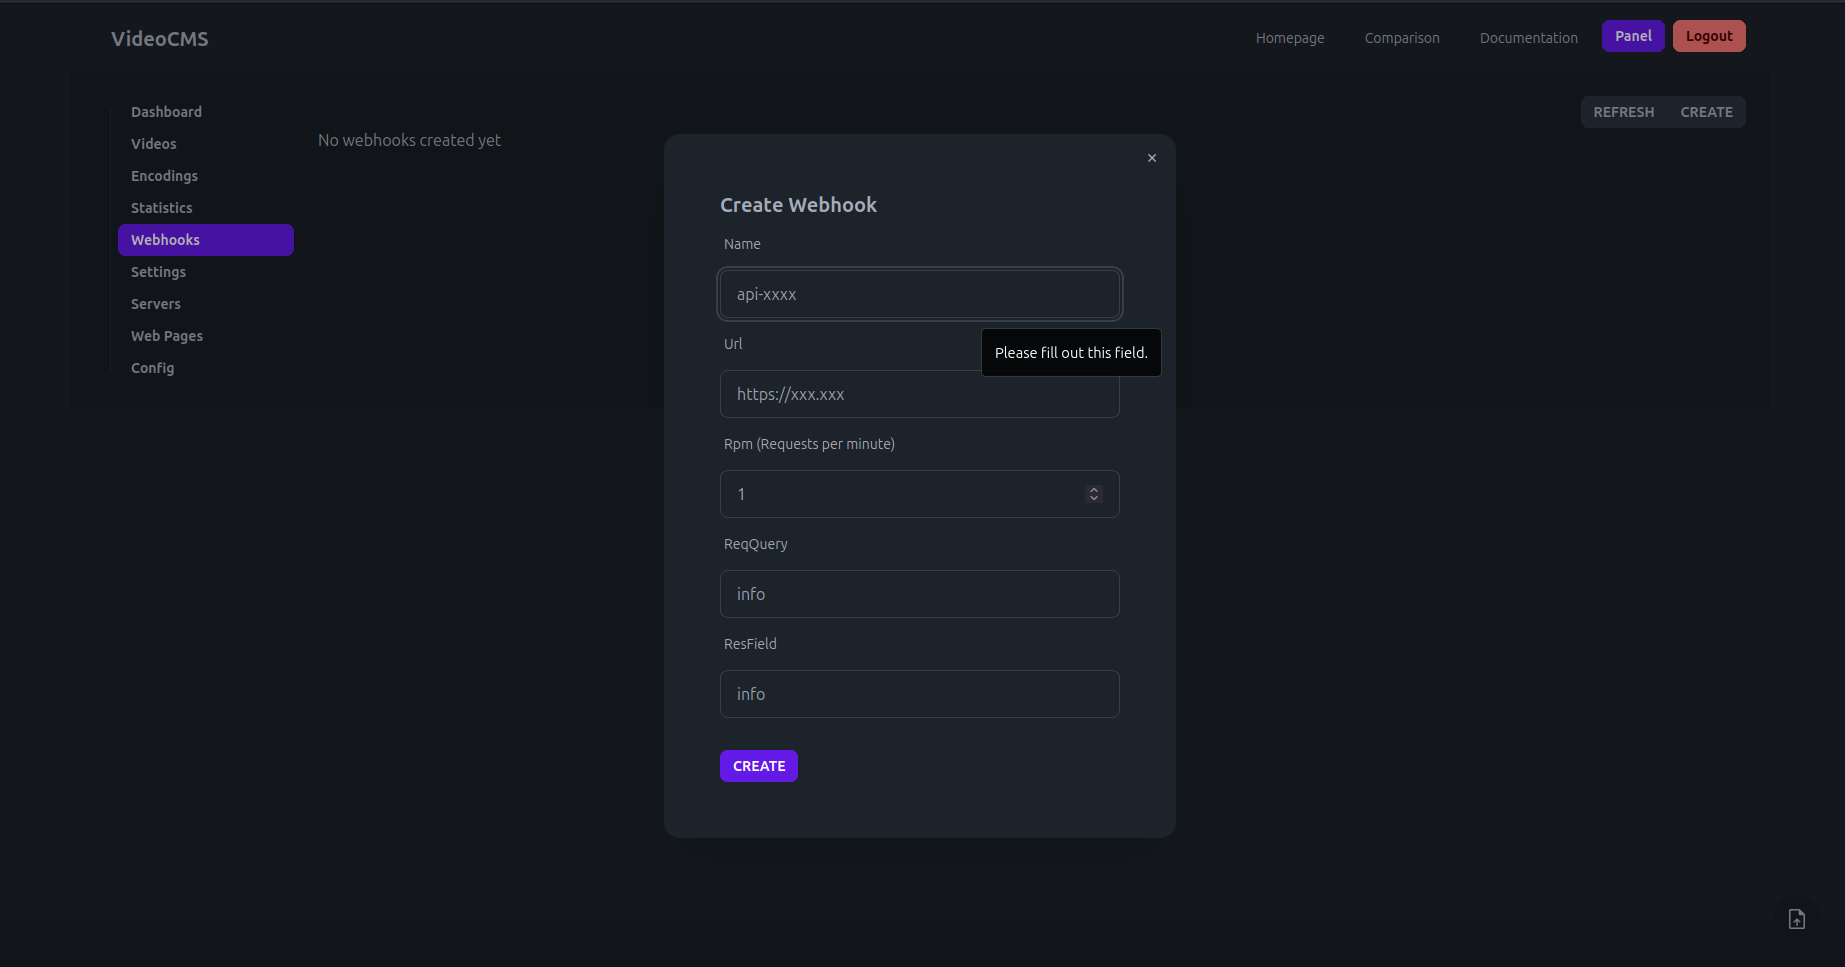 VideoCMS
Homepage Comparison Documentation Panel Logout
Dashboard
Videos
Encodings
Statistics
Webhooks
Settings
Servers
Web Pages
Config
No webhooks created yet
REFRESH CREATE
×
Create Webhook
Name
api-xxxx
Please fill out this field.
Url
https://xxx.xxx
Rpm (Requests per minute)
1
ReqQuery
info
ResField
info
CREATE